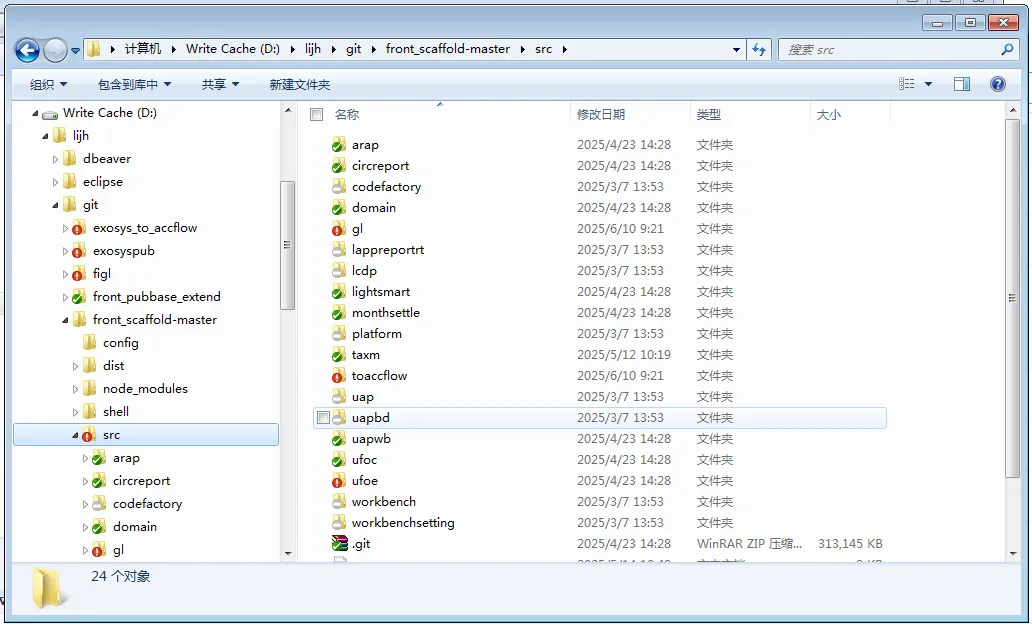 计算机 Write Cache (D:) lijh git front_scaffold-master src
搜索 src
组织 包含到库中 共享 新建文件夹
Write Cache (D:)
lijh
dbeaver
eclipse
git
exosys_to_accflow
exosyspub
figl
front_pubbase_extend
front_scaffold-master
config
dist
node_modules
shell
src
arap
circreport
codefactory
domain
gl
名称 修改日期 类型 大小
arap 2025/4/23 14:28 文件夹
circreport 2025/4/23 14:28 文件夹
codefactory 2025/3/7 13:53 文件夹
domain 2025/4/23 14:28 文件夹
gl 2025/6/10 9:21 文件夹
lappreportrt 2025/3/7 13:53 文件夹
lcdp 2025/3/7 13:53 文件夹
lightsmart 2025/4/23 14:28 文件夹
monthsettle 2025/4/23 14:28 文件夹
platform 2025/3/7 13:53 文件夹
taxm 2025/5/12 10:19 文件夹
toaccflow 2025/6/10 9:21 文件夹
uap 2025/3/7 13:53 文件夹
uapbd 2025/3/7 13:53 文件夹
uapwb 2025/4/23 14:28 文件夹
ufoc 2025/4/23 14:28 文件夹
ufoe 2025/4/23 14:28 文件夹
workbench 2025/3/7 13:53 文件夹
workbenchsetting 2025/3/7 13:53 文件夹
.git 2025/4/23 14:28 WinRAR ZIP 压缩... 313,145 KB
24 个对象